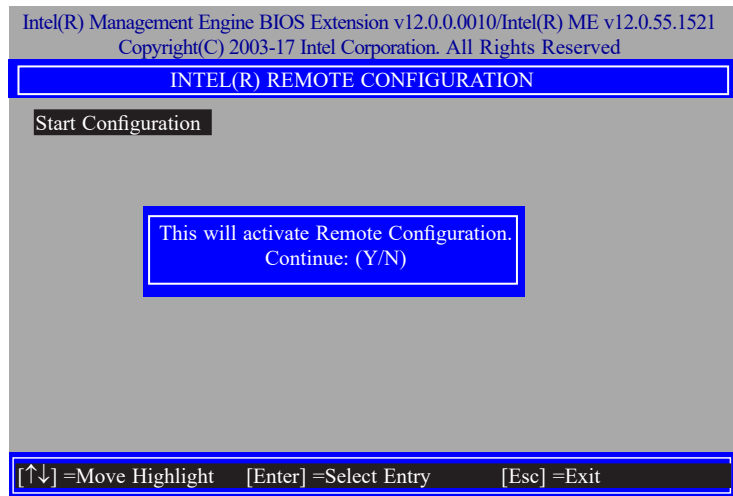 Intel(R) Management Engine BIOS Extension v12.0.0.0010/Intel(R) ME v12.0.55.1521
Copyright(C) 2003-17 Intel Corporation. All Rights Reserved
INTEL(R) REMOTE CONFIGURATION
Start Configuration
This will activate Remote Configuration.
Continue: (Y/N)
[↑↓] =Move Highlight [Enter] =Select Entry [Esc] =Exit